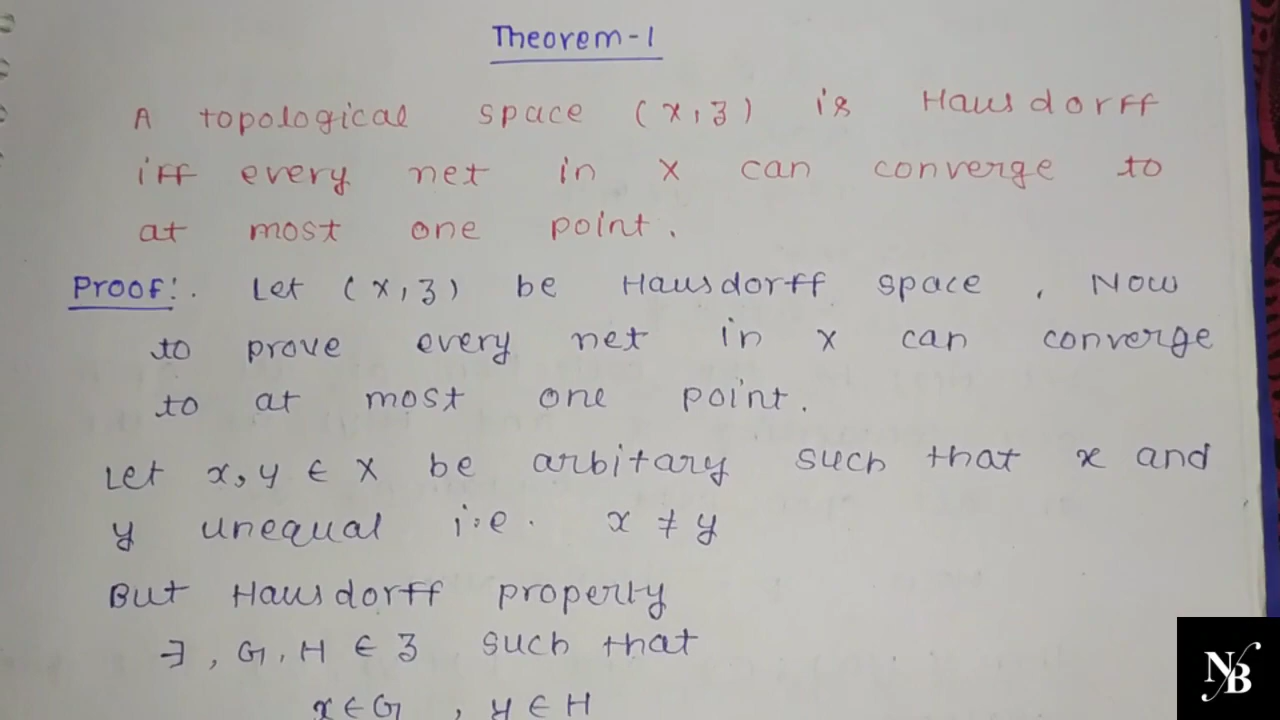 Theorem-1
A topological space (X,ℑ) is Hausdorff
iff every net in X can converge to
at most one point.
Proof:. Let (X,ℑ) be Hausdorff space, Now
to prove every net in X can converge
to at most one point.
Let x,y ∈ X be arbitary such that x and
y unequal i.e. x ≠ y
But Hausdorff property
∃, G, H ∈ ℑ such that
x∈G, y∈H
NB